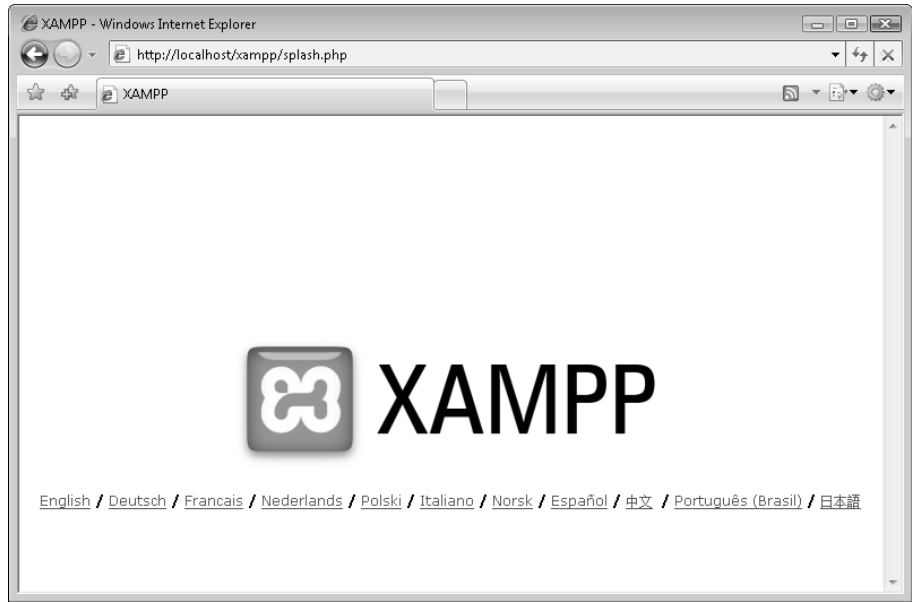 XAMPP - Windows Internet Explorer
http://localhost/xampp/splash.php
XAMPP
XAMPP
English / Deutsch / Francais / Nederlands / Polski / Italiano / Norsk / Español / 中文 / Português (Brasil) / 日本語